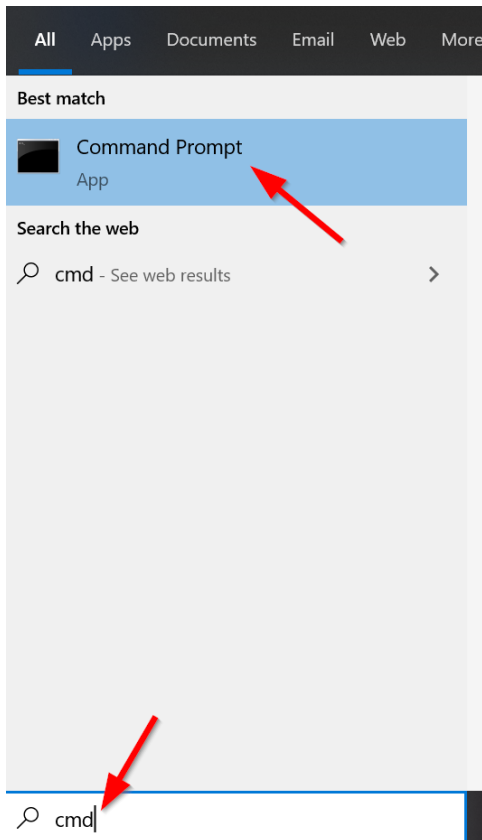 All Apps Documents Email Web More
Best match
Command Prompt
App
Search the web
cmd - See web results
cmd